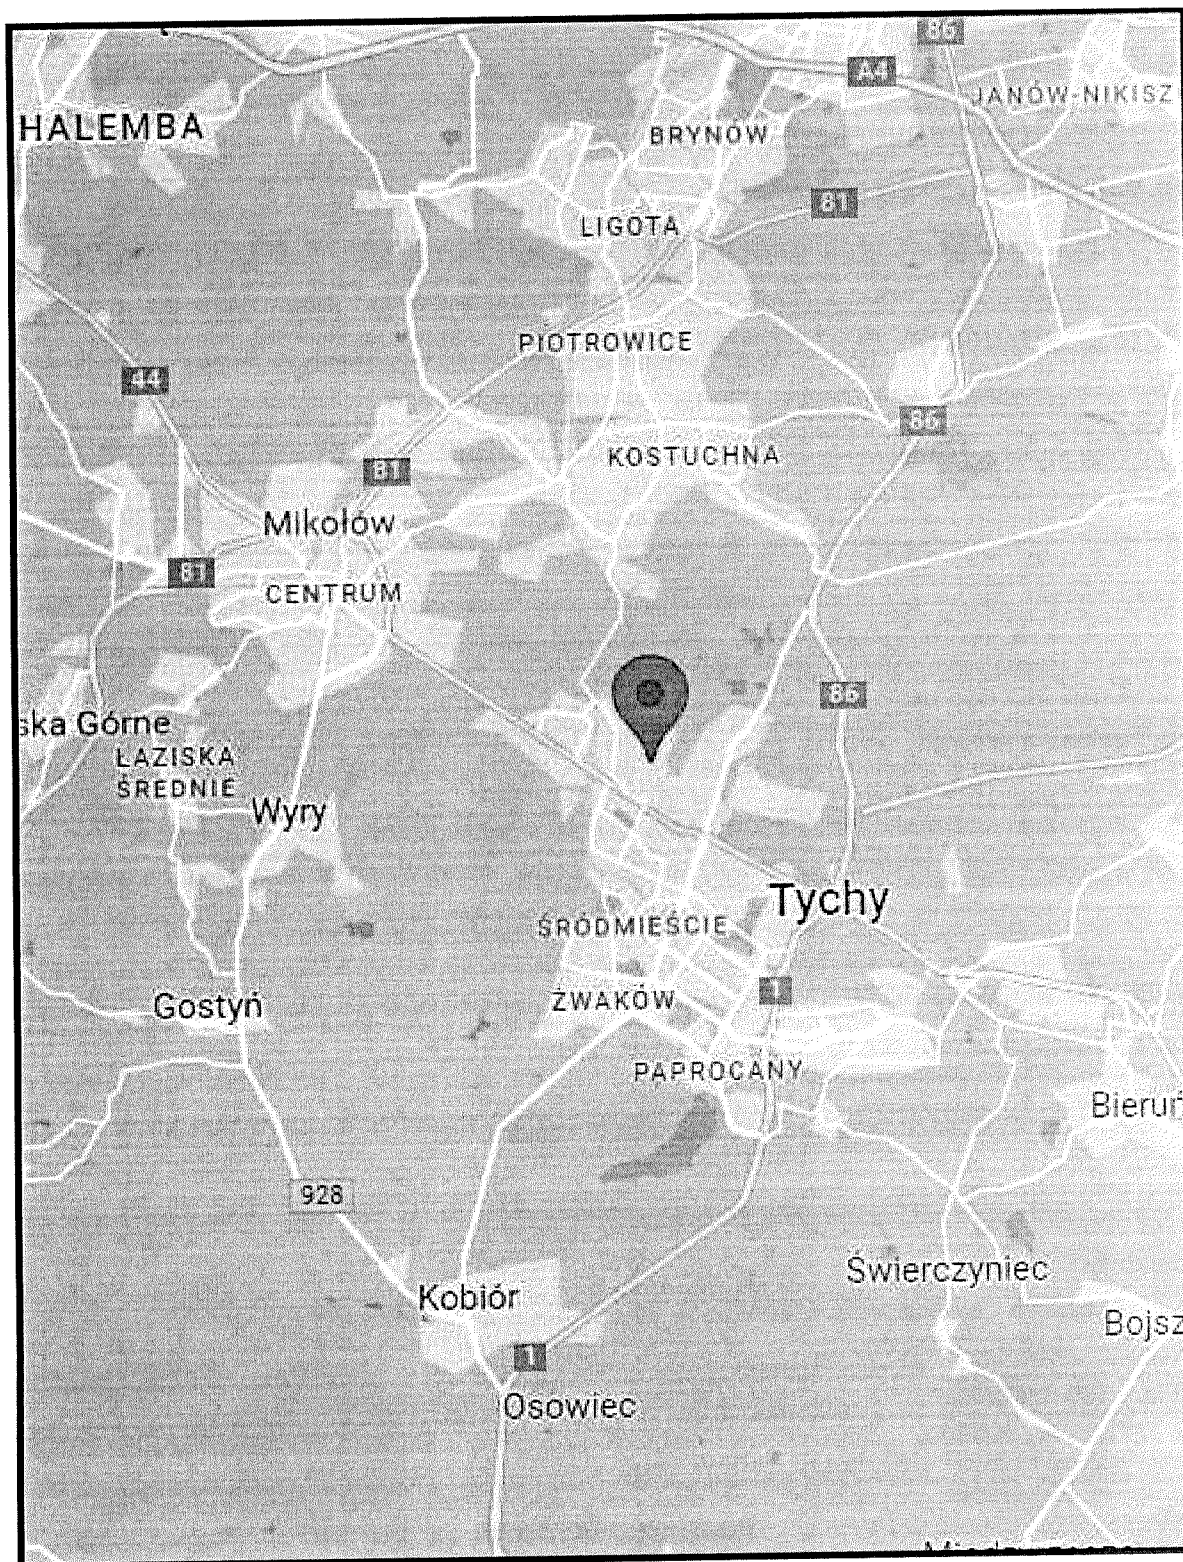 86
A4
JANÓW-NIKISZ
HALEMBA
BRYNÓW
81
LIGOTA
PIOTROWICE
44
86
KOSTUCHNA
81
Mikołów
81
CENTRUM
86
ska Górne
ŁAZISKA
ŚREDNIE
Wyry
Tychy
ŚRÓDMIEŚCIE
1
ŻWAKÓW
Gostyń
PAPROCANY
Bieruń
928
Świerczyniec
Kobiór
Bojsz
1
Osowiec